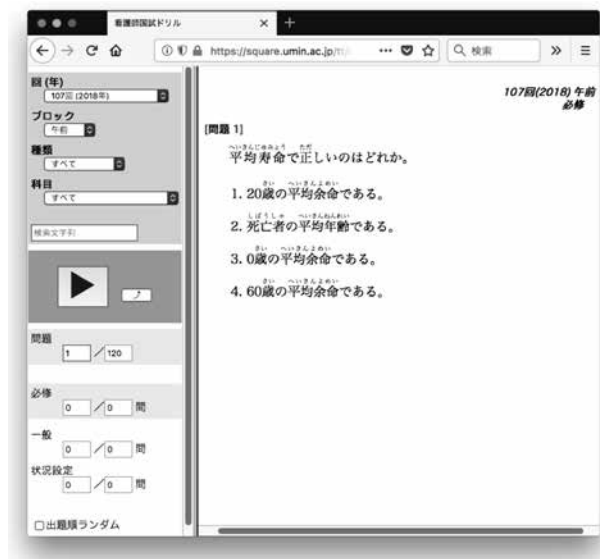 看護師国試ドリル
https://square.umin.ac.jp/
検索
回 (年)
107回 (2018年)
ブロック
午前
種類
すべて
科目
すべて
検索文字列
問題
1 / 120
必修
0 / 0 問
一般
0 / 0 問
状況設定
0 / 0 問
出題順ランダム
107回(2018) 午前
必修
[問題 1]
へいきんじゅみょう ただ
平均寿命で正しいのはどれか。
さい へいきんよめい
1. 20歳の平均余命である。
しぼうしゃ へいきんねんれい
2. 死亡者の平均年齢である。
さい へいきんよめい
3. 0歳の平均余命である。
さい へいきんよめい
4. 60歳の平均余命である。